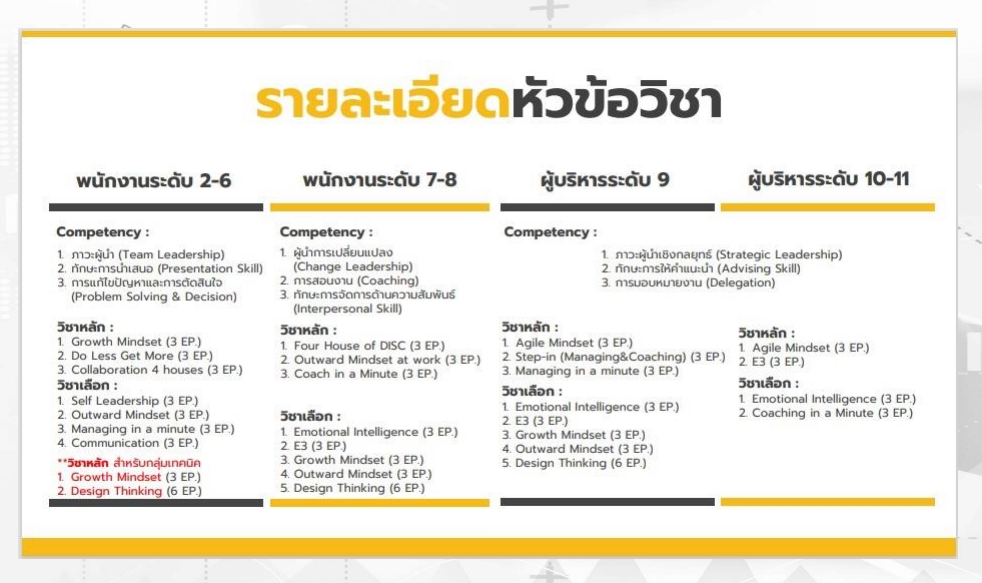 รายละเอียดหัวข้อวิชา
พนักงานระดับ 2-6
Competency :
1. ภาวะผู้นำ (Team Leadership)
2. ทักษะการนำเสนอ (Presentation Skill)
3. การแก้ไขปัญหาและการตัดสินใจ
(Problem Solving & Decision)
วิชาหลัก :
1. Growth Mindset (3 EP.)
2. Do Less Get More (3 EP.)
3. Collaboration 4 houses (3 EP.)
วิชาเลือก :
1. Self Leadership (3 EP.)
2. Outward Mindset (3 EP.)
3. Managing in a minute (3 EP.)
4. Communication (3 EP.)
**วิชาหลัก สำหรับกลุ่มเทคนิค
1. Growth Mindset (3 EP.)
2. Design Thinking (6 EP.)
พนักงานระดับ 7-8
Competency :
1. ผู้นำการเปลี่ยนแปลง
(Change Leadership)
2. การสอนงาน (Coaching)
3. ทักษะการจัดการด้านความสัมพันธ์
(Interpersonal Skill)
วิชาหลัก :
1. Four House of DISC (3 EP.)
2. Outward Mindset at work (3 EP.)
3. Coach in a Minute (3 EP.)
วิชาเลือก :
1. Emotional Intelligence (3 EP.)
2. E3 (3 EP.)
3. Growth Mindset (3 EP.)
4. Outward Mindset (3 EP.)
5. Design Thinking (6 EP.)
ผู้บริหารระดับ 9
ผู้บริหารระดับ 10-11
Competency :
1. ภาวะผู้นำเชิงกลยุทธ์ (Strategic Leadership)
2. ทักษะการให้คำแนะนำ (Advising Skill)
3. การมอบหมายงาน (Delegation)
วิชาหลัก :
1. Agile Mindset (3 EP.)
2. Step-in (Managing&Coaching) (3 EP.)
3. Managing in a minute (3 EP.)
วิชาเลือก :
1. Emotional Intelligence (3 EP.)
2. E3 (3 EP.)
3. Growth Mindset (3 EP.)
4. Outward Mindset (3 EP.)
5. Design Thinking (6 EP.)
วิชาหลัก :
1. Agile Mindset (3 EP.)
2. E3 (3 EP.)
วิชาเลือก :
1. Emotional Intelligence (3 EP.)
2. Coaching in a Minute (3 EP.)